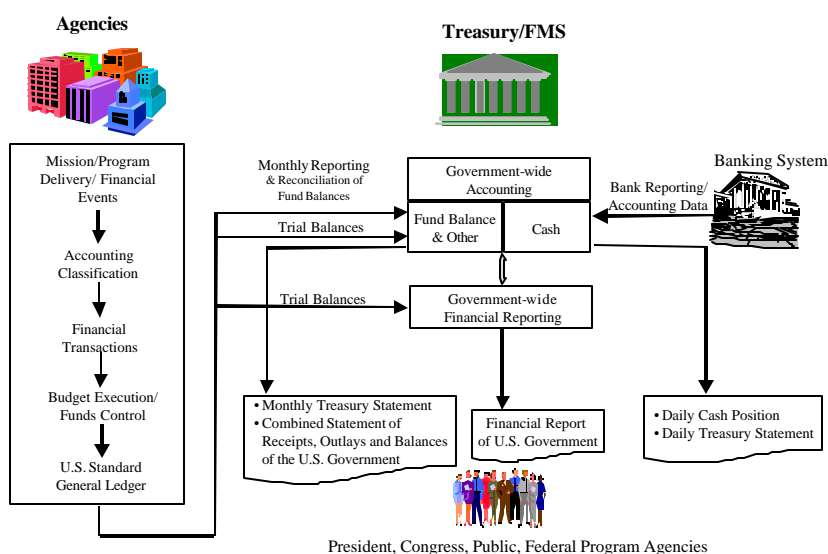 Agencies
Treasury/FMS
Mission/Program
Delivery/ Financial
Events
Accounting
Classification
Financial
Transactions
Budget Execution/
Funds Control
U.S. Standard
General Ledger
Monthly Reporting
& Reconciliation of
Fund Balances
Trial Balances
Trial Balances
Government-wide
Accounting
Fund Balance
& Other
Cash
Government-wide
Financial Reporting
Banking System
Bank Reporting/
Accounting Data
• Monthly Treasury Statement
• Combined Statement of
Receipts, Outlays and Balances
of the U.S. Government
Financial Report
of U.S. Government
• Daily Cash Position
• Daily Treasury Statement
President, Congress, Public, Federal Program Agencies